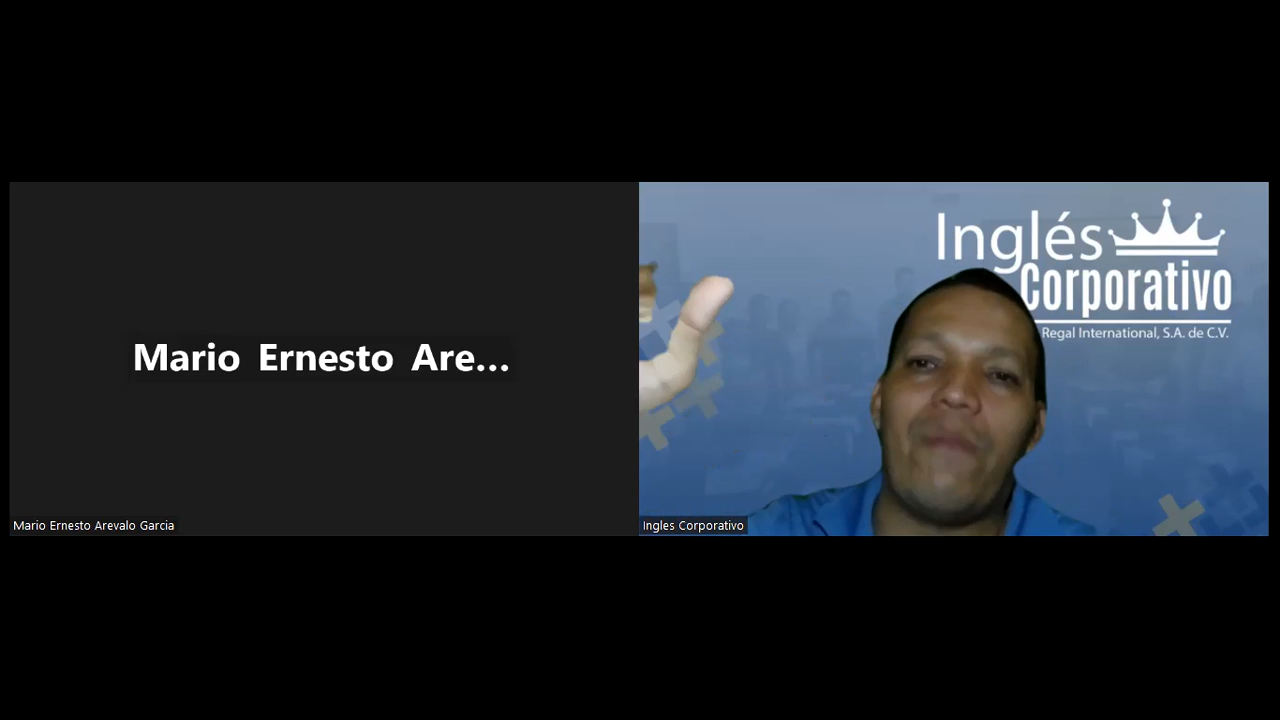 Mario Ernesto Are...
Mario Ernesto Arevalo Garcia
Inglés
Corporativo
Regal International, S.A. de C.V.
Ingles Corporativo